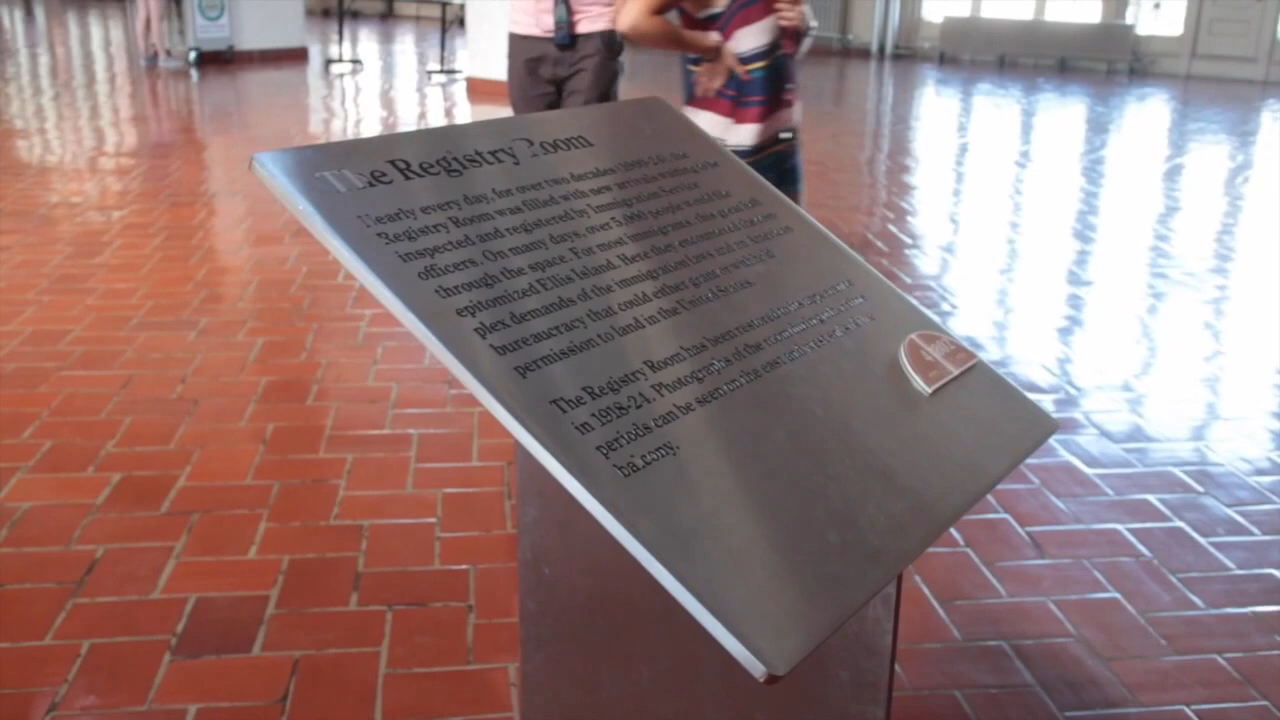 The Registry Room
Nearly every day, for over two decades (1900-24), the
Registry Room was filled with new arrivals waiting to be
inspected and registered by Immigration Service
officers. On many days, over 5,000 people would file
through the space. For most immigrants, this great hall
epitomized Ellis Island. Here they encountered the com-
plex demands of the immigration laws and an American
bureaucracy that could either grant or withhold
permission to land in the United States.
The Registry Room has been restored to its appearance
in 1918-24. Photographs of the room during other time
periods can be seen on the east and west ends of the
balcony.